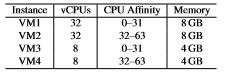 Instance vCPUs CPU Affinity Memory
VM1 32 0–31 8 GB
VM2 32 32–63 8 GB
VM3 8 0–31 4 GB
VM4 8 32–63 4 GB